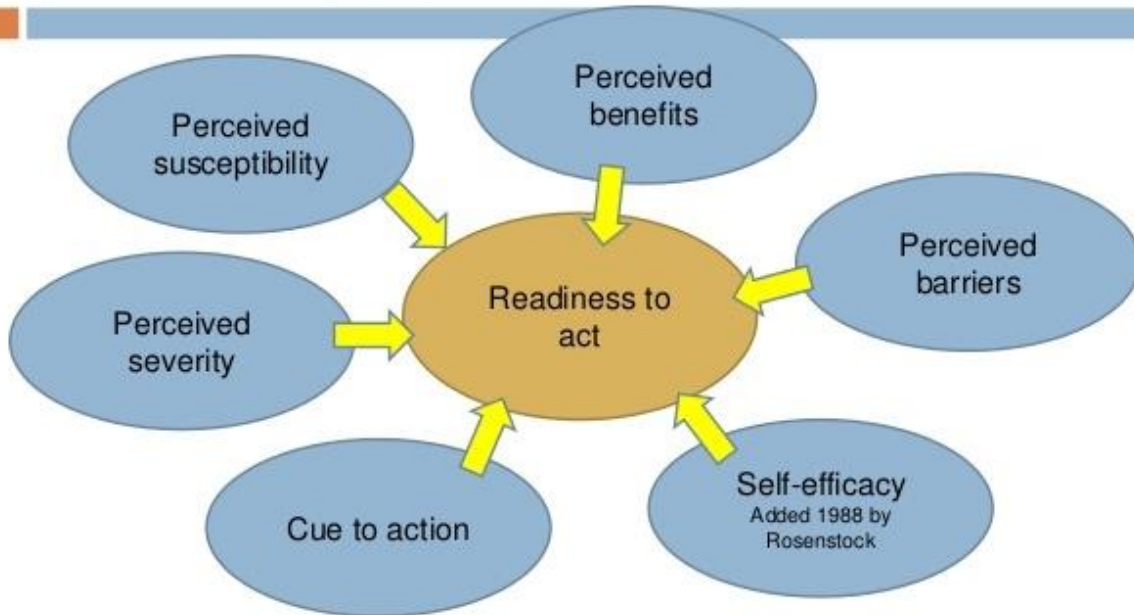 Perceived
benefits
Perceived
susceptibility
Perceived
barriers
Readiness to
act
Perceived
severity
Self-efficacy
Added 1988 by
Rosenstock
Cue to action